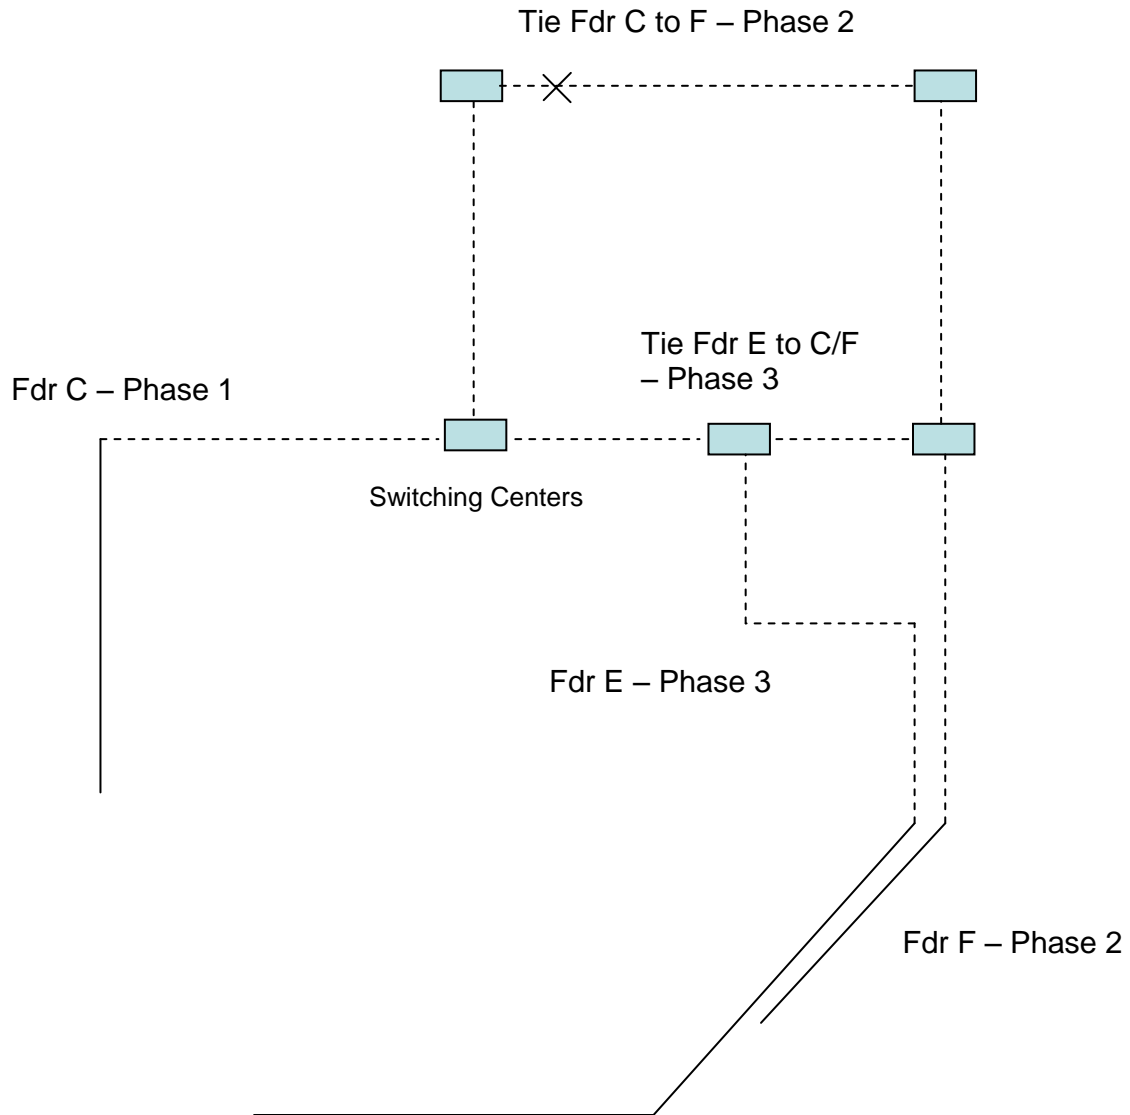 Tie Fdr C to F – Phase 2
Tie Fdr E to C/F
– Phase 3
Fdr C – Phase 1
Switching Centers
Fdr E – Phase 3
Fdr F – Phase 2